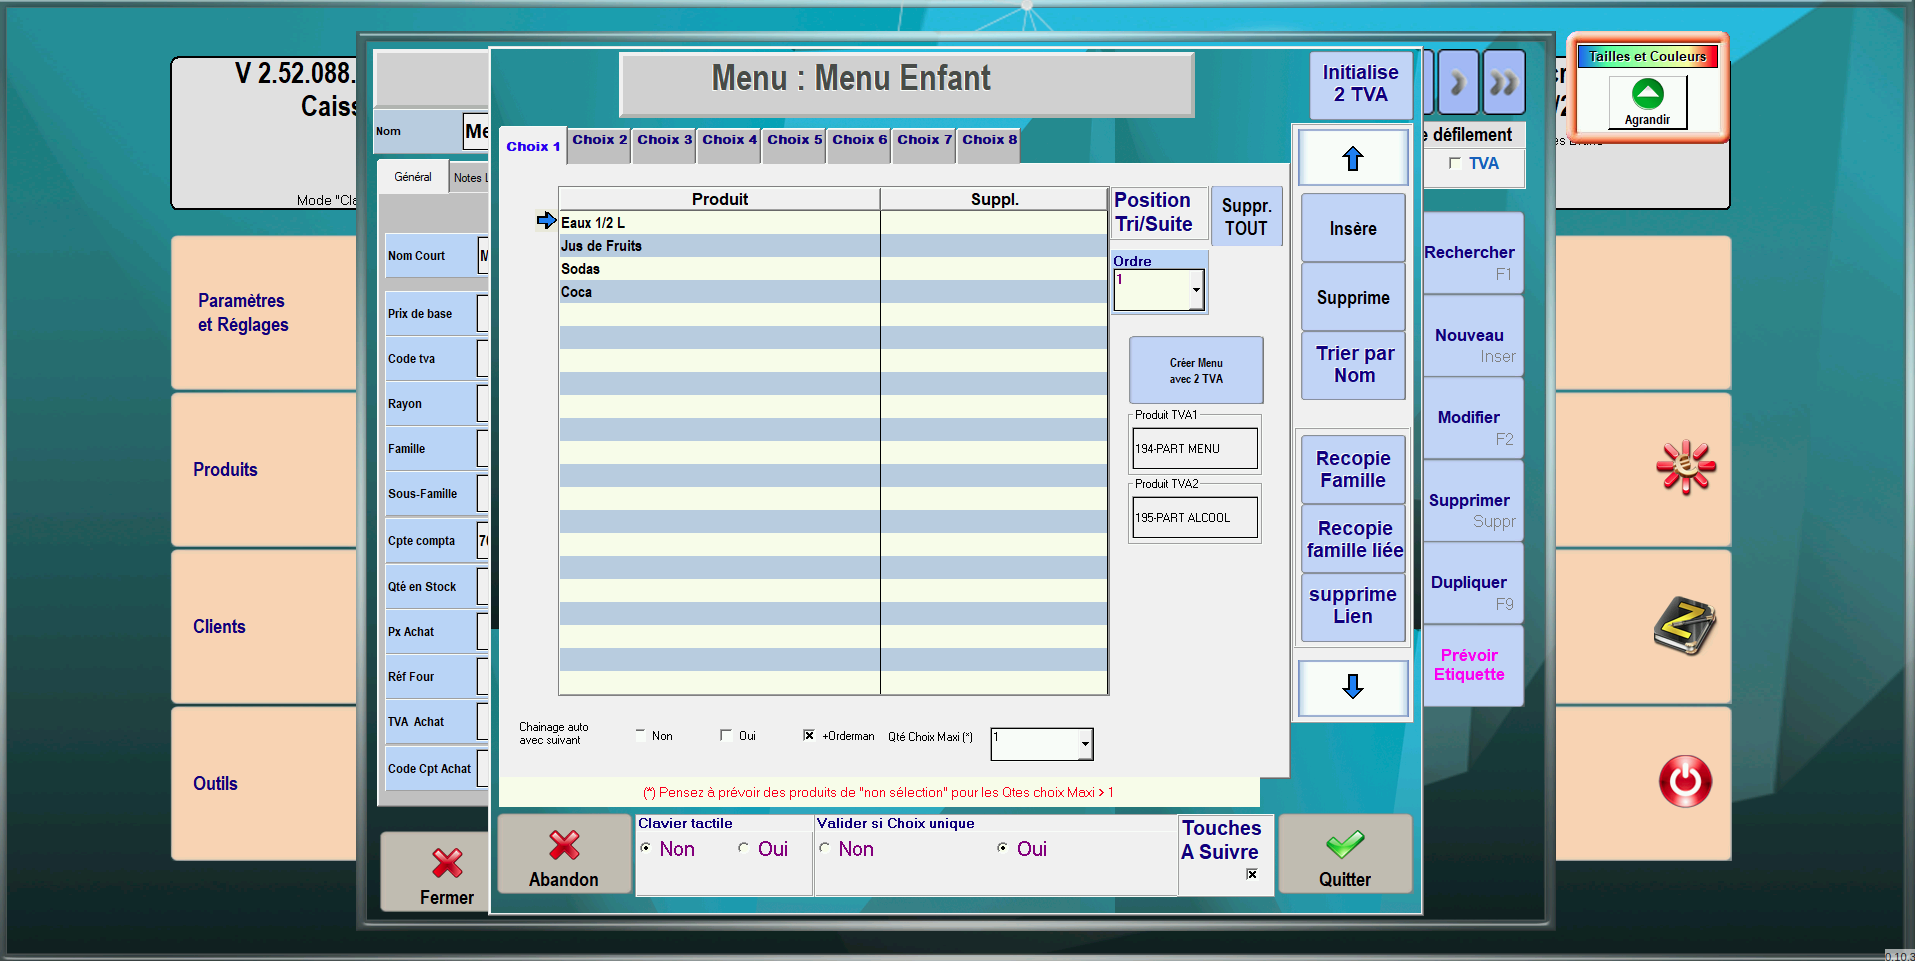 V 2.52.088.
Caiss
Mode "Cla
Paramètres
et Réglages
Produits
Clients
Outils
Nom
Me
Général
Notes L
Nom Court
M
Prix de base
Code tva
Rayon
Famille
Sous-Famille
Cpte compta
70
Qté en Stock
Px Achat
Réf Four
TVA Achat
Code Cpt Achat
Fermer
Menu : Menu Enfant
Initialise
2 TVA
Choix 1
Choix 2
Choix 3
Choix 4
Choix 5
Choix 6
Choix 7
Choix 8
Produit
Suppl.
Eaux 1/2 L
Jus de Fruits
Sodas
Coca
Position
Tri/Suite
Suppr.
TOUT
Ordre
1
Créer Menu
avec 2 TVA
Produit TVA1
194-PART MENU
Produit TVA2
195-PART ALCOOL
Insère
Supprime
Trier par
Nom
Recopie
Famille
Recopie
famille liée
supprime
Lien
Chainage auto
avec suivant
Non
Oui
+Orderman
Qté Choix Maxi (*)
1
(*) Pensez à prévoir des produits de "non sélection" pour les Qtes choix Maxi > 1
Abandon
Clavier tactile
Non
Oui
Valider si Choix unique
Non
Oui
Touches
A Suivre
Quitter
e défilement
TVA
Rechercher
F1
Nouveau
Inser
Modifier
F2
Supprimer
Suppr
Dupliquer
F9
Prévoir
Etiquette
Tailles et Couleurs
Agrandir
0.10.3